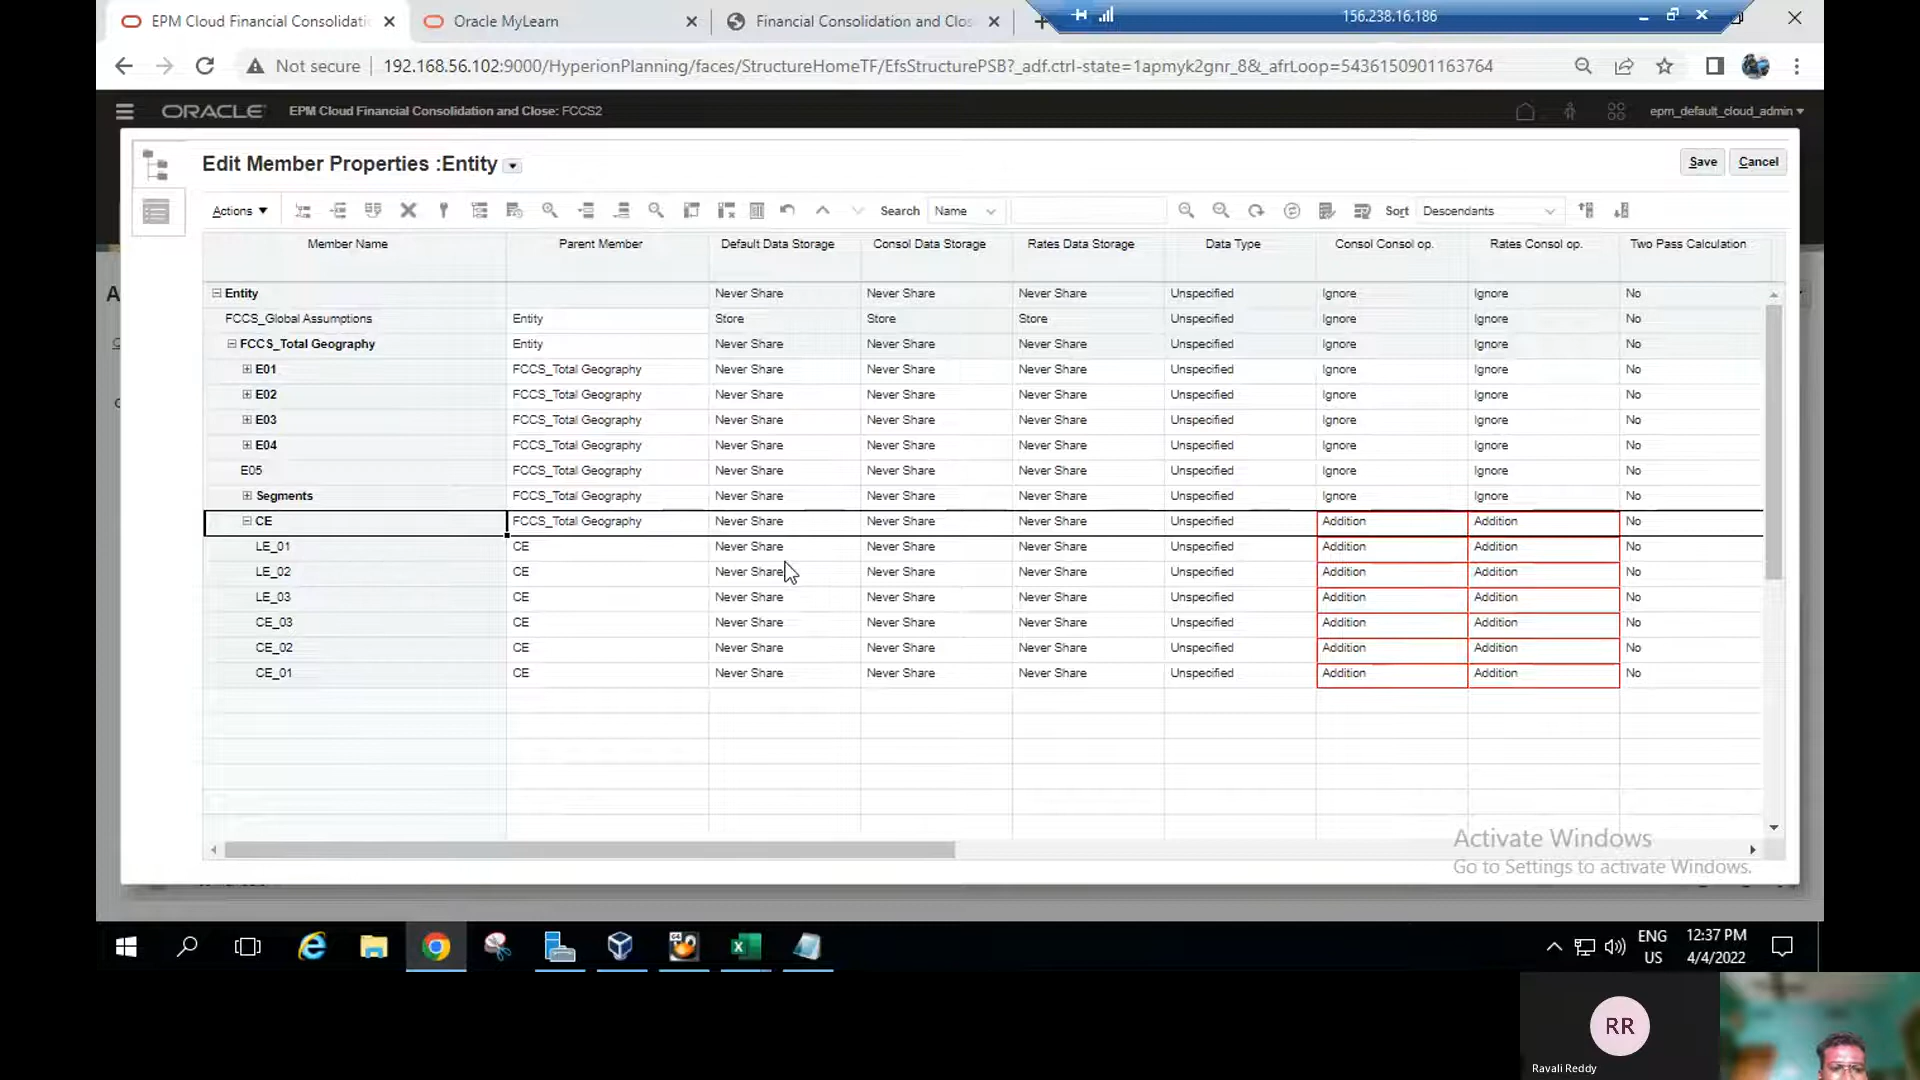 EPM Cloud Financial Consolidati
Oracle MyLearn
Financial Consolidation and Clos
156.238.16.186
Not secure
192.168.56.102:9000/HyperionPlanning/faces/StructureHomeTF/EfsStructurePSB?_adf.ctrl-state=1apmyk2gnr_8&_afrLoop=5436150901163764
ORACLE
EPM Cloud Financial Consolidation and Close: FCCS2
epm_default_cloud_admin
Edit Member Properties :Entity
Save Cancel
Actions Search Name Sort Descendants
Member Name Parent Member Default Data Storage Consol Data Storage Rates Data Storage Data Type Consol Consol op. Rates Consol op. Two Pass Calculation
Entity Never Share Never Share Never Share Unspecified Ignore Ignore No
FCCS_Global Assumptions Entity Store Store Store Unspecified Ignore Ignore No
FCCS_Total Geography Entity Never Share Never Share Never Share Unspecified Ignore Ignore No
E01 FCCS_Total Geography Never Share Never Share Never Share Unspecified Ignore Ignore No
E02 FCCS_Total Geography Never Share Never Share Never Share Unspecified Ignore Ignore No
E03 FCCS_Total Geography Never Share Never Share Never Share Unspecified Ignore Ignore No
E04 FCCS_Total Geography Never Share Never Share Never Share Unspecified Ignore Ignore No
E05 FCCS_Total Geography Never Share Never Share Never Share Unspecified Ignore Ignore No
Segments FCCS_Total Geography Never Share Never Share Never Share Unspecified Ignore Ignore No
CE FCCS_Total Geography Never Share Never Share Never Share Unspecified Addition Addition No
LE_01 CE Never Share Never Share Never Share Unspecified Addition Addition No
LE_02 CE Never Share Never Share Never Share Unspecified Addition Addition No
LE_03 CE Never Share Never Share Never Share Unspecified Addition Addition No
CE_03 CE Never Share Never Share Never Share Unspecified Addition Addition No
CE_02 CE Never Share Never Share Never Share Unspecified Addition Addition No
CE_01 CE Never Share Never Share Never Share Unspecified Addition Addition No
Activate Windows
Go to Settings to activate Windows.
ENG
US
12:37 PM
4/4/2022
RR
Ravali Reddy